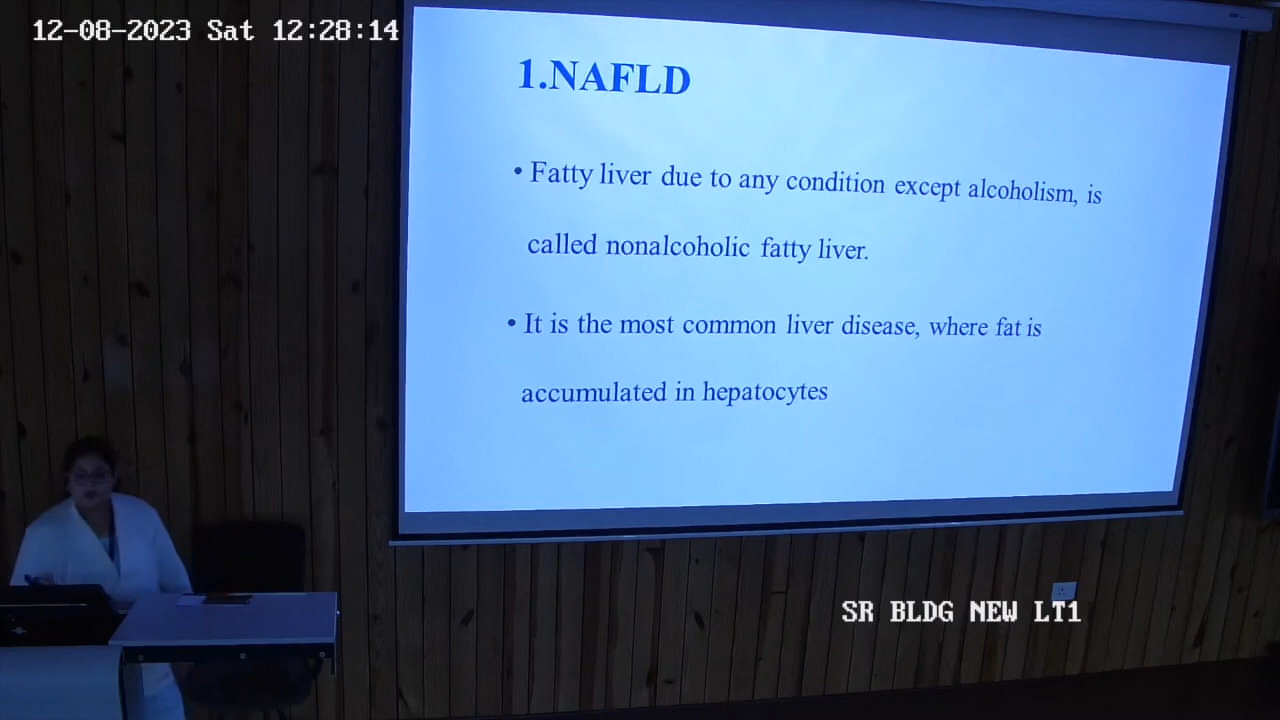 12-08-2023 Sat 12:28:14
1.NAFLD
• Fatty liver due to any condition except alcoholism, is
called nonalcoholic fatty liver.
• It is the most common liver disease, where fat is
accumulated in hepatocytes
SR BLDG NEW LT1